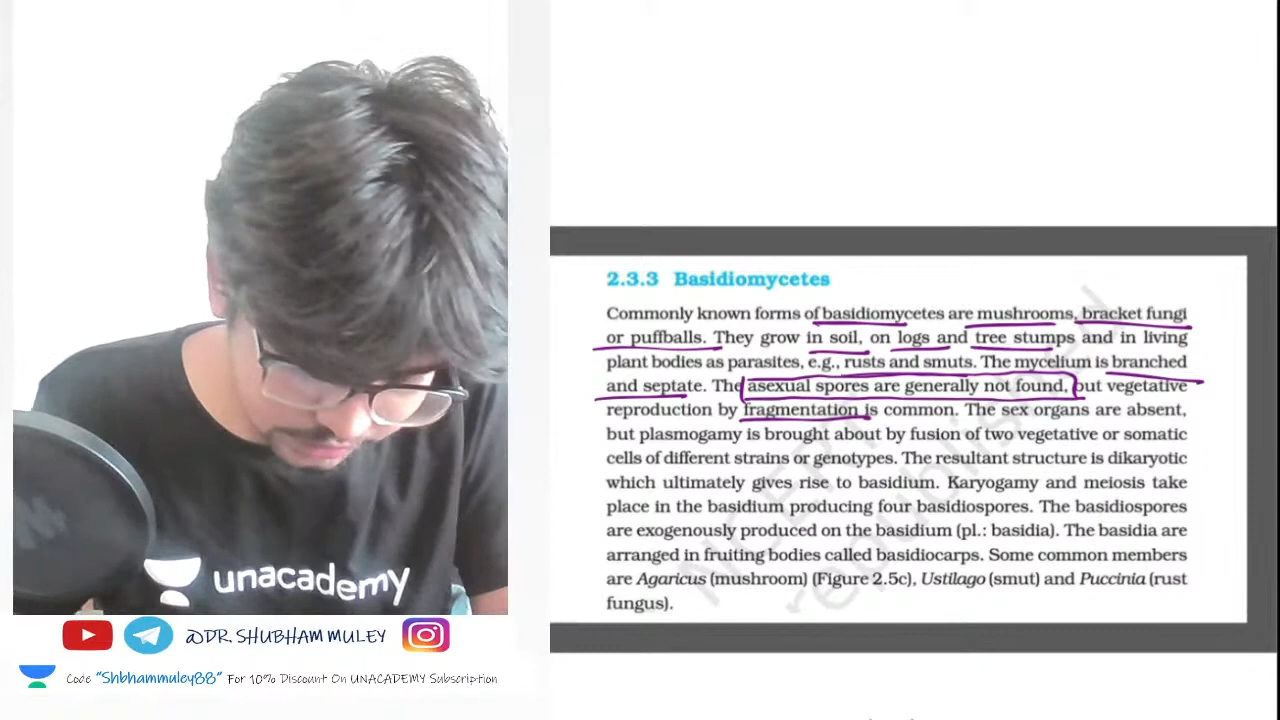 unacademy
@DR. SHUBHAM MULEY
Code "Shbhammuley88" For 10% Discount On UNACADEMY Subscription
2.3.3 Basidiomycetes
Commonly known forms of basidiomycetes are mushrooms, bracket fungi
or puffballs. They grow in soil, on logs and tree stumps and in living
plant bodies as parasites, e.g., rusts and smuts. The mycelium is branched
and septate. The asexual spores are generally not found, but vegetative
reproduction by fragmentation is common. The sex organs are absent,
but plasmogamy is brought about by fusion of two vegetative or somatic
cells of different strains or genotypes. The resultant structure is dikaryotic
which ultimately gives rise to basidium. Karyogamy and meiosis take
place in the basidium producing four basidiospores. The basidiospores
are exogenously produced on the basidium (pl.: basidia). The basidia are
arranged in fruiting bodies called basidiocarps. Some common members
are Agaricus (mushroom) (Figure 2.5c), Ustilago (smut) and Puccinia (rust
fungus).